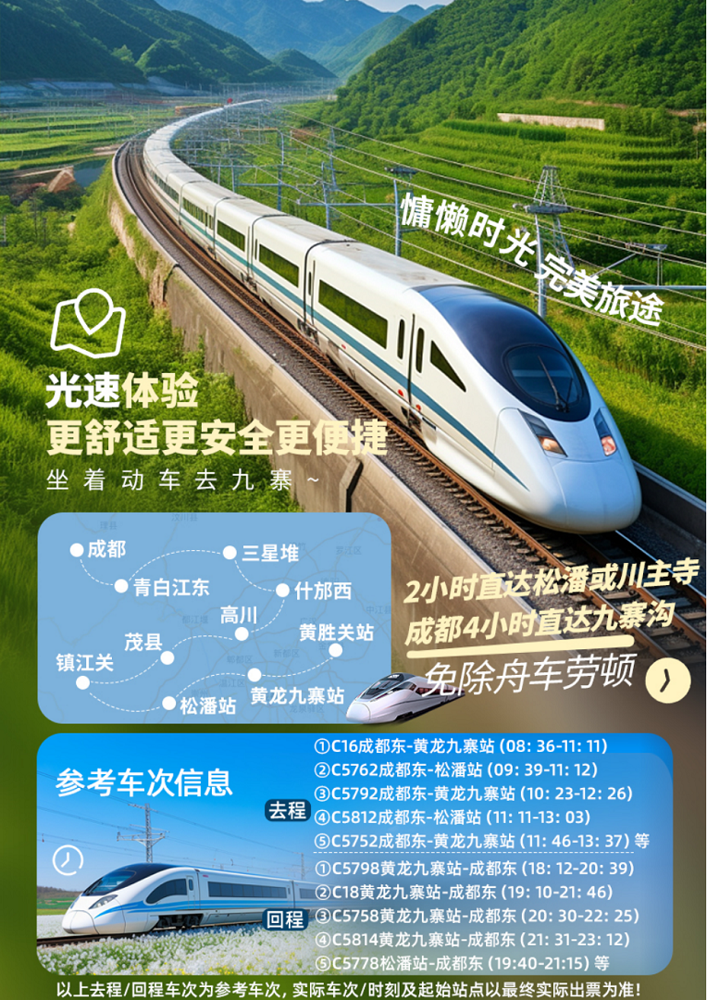 慵懒时光 完美旅途
光速体验
更舒适更安全更便捷
坐着动车去九寨~
成都
三星堆
青白江东
什邡西
高川
黄胜关站
茂县
镇江关
黄龙九寨站
松潘站
2小时直达松潘或川主寺
成都4小时直达九寨沟
免除舟车劳顿
参考车次信息
去程
①C16成都东-黄龙九寨站 (08: 36-11: 11)
②C5762成都东-松潘站 (09: 39-11: 12)
③C5792成都东-黄龙九寨站 (10: 23-12: 26)
④C5812成都东-松潘站 (11: 11-13: 03)
⑤C5752成都东-黄龙九寨站 (11: 46-13: 37) 等
回程
①C5798黄龙九寨站-成都东 (18: 12-20: 39)
②C18黄龙九寨站-成都东 (19: 10-21: 46)
③C5758黄龙九寨站-成都东 (20: 30-22: 25)
④C5814黄龙九寨站-成都东 (21: 31-23: 12)
⑤C5778松潘站-成都东 (19:40-21:15) 等
以上去程/回程车次为参考车次, 实际车次/时刻及起始站点以最终实际出票为准!